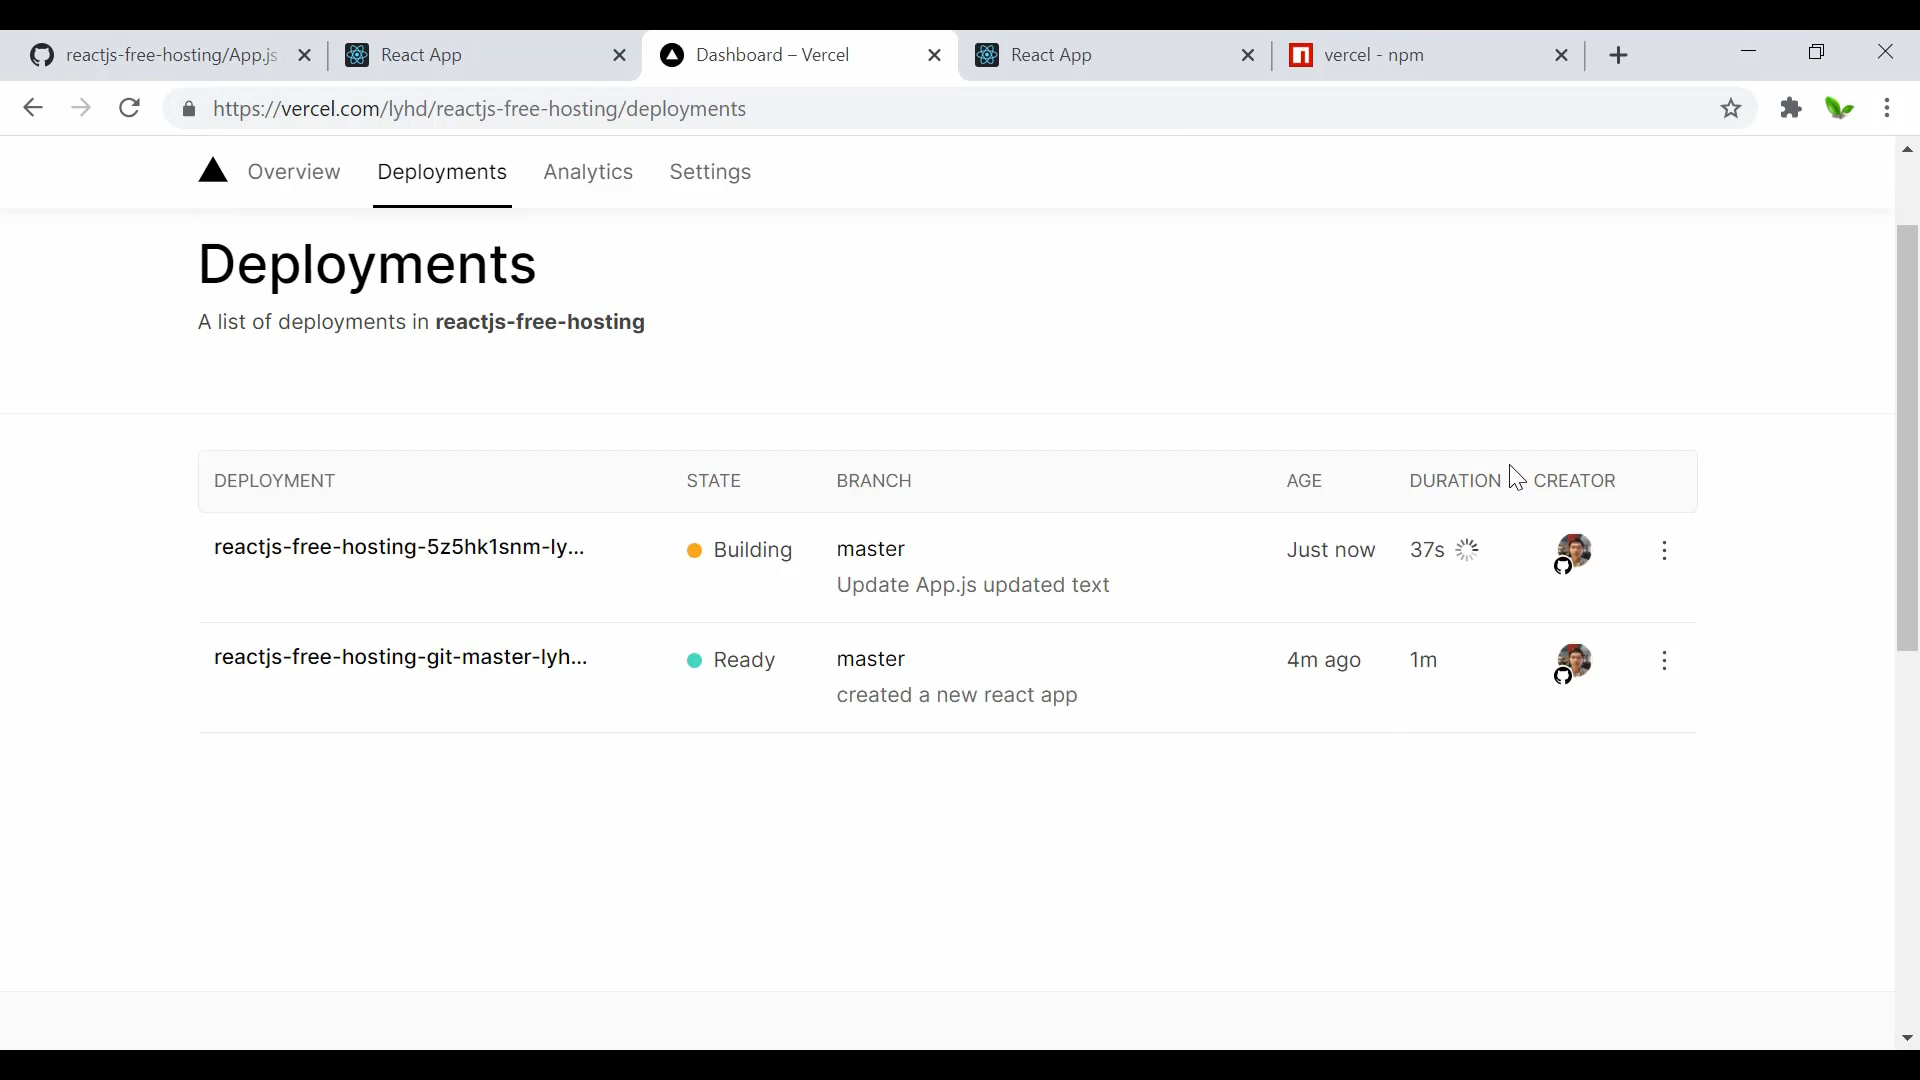 reactjs-free-hosting/App.js
React App
Dashboard – Vercel
React App
vercel - npm
https://vercel.com/lyhd/reactjs-free-hosting/deployments
Overview
Deployments
Analytics
Settings
Deployments
A list of deployments in reactjs-free-hosting
DEPLOYMENT STATE BRANCH AGE DURATION CREATOR
reactjs-free-hosting-5z5hk1snm-ly... Building master Just now 37s
Update App.js updated text
reactjs-free-hosting-git-master-lyh... Ready master 4m ago 1m
created a new react app